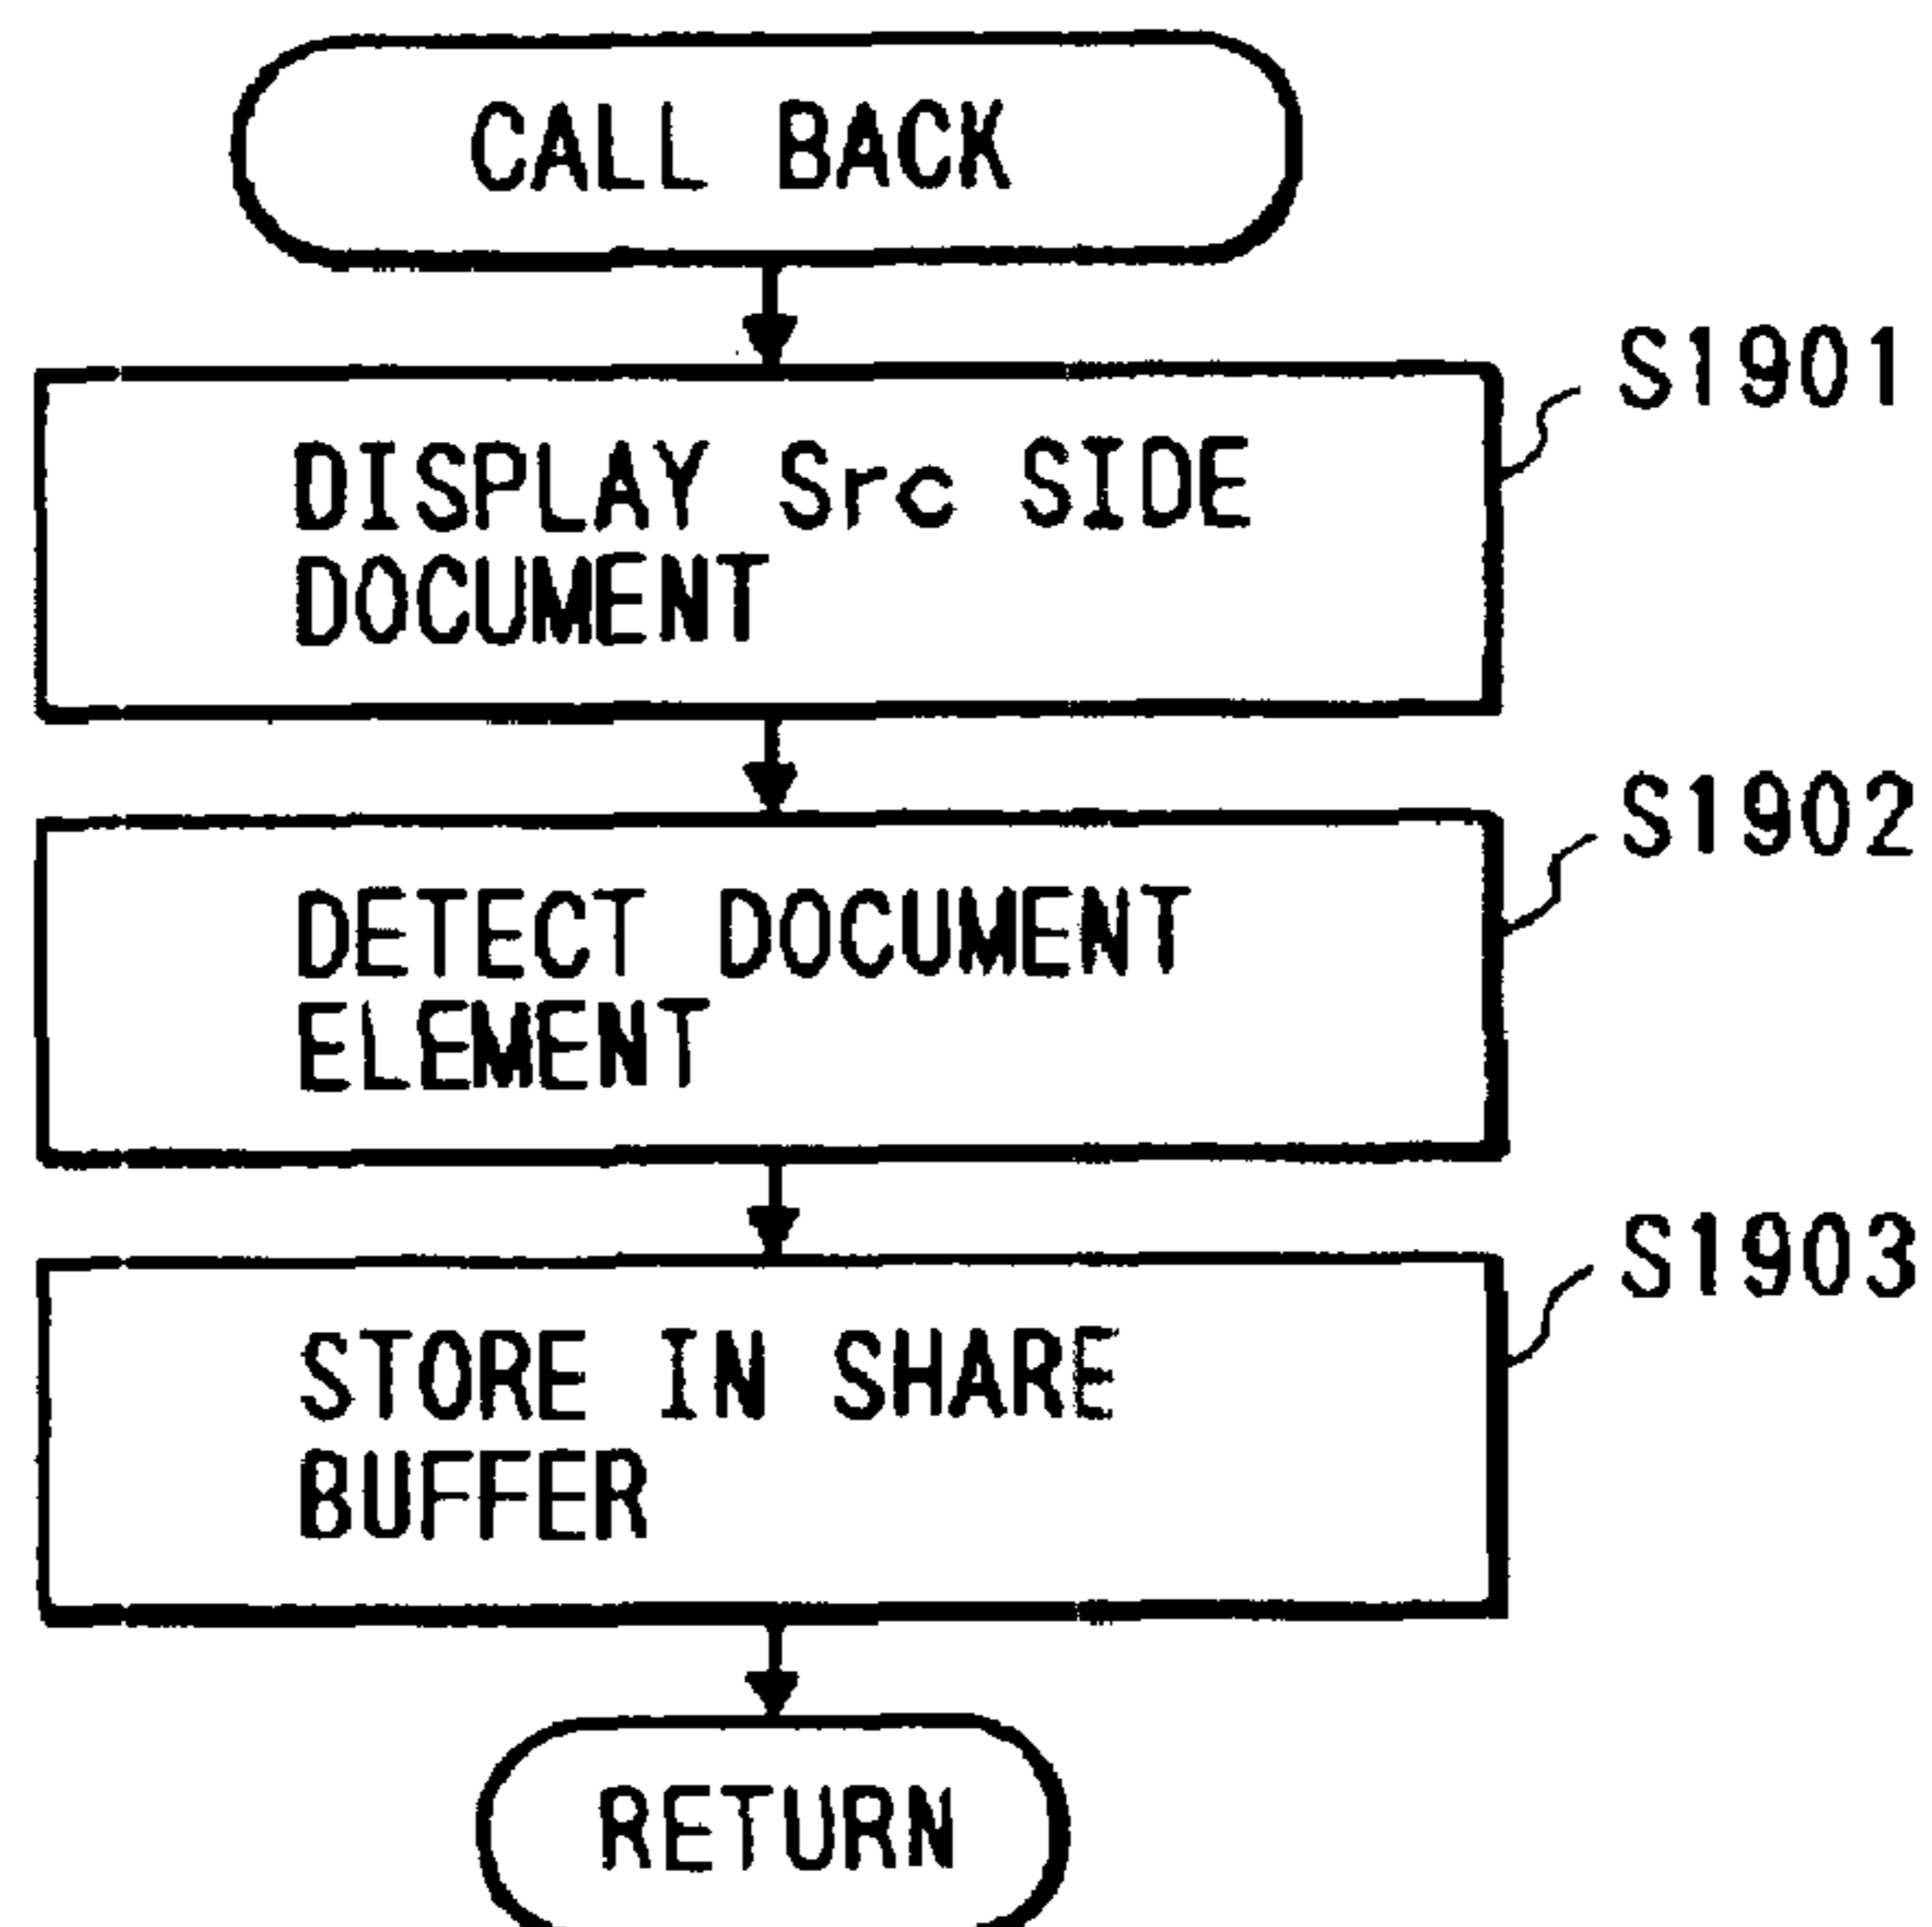 CALL BACK
S1901
DISPLAY Src SIDE
DOCUMENT
S1902
DETECT DOCUMENT
ELEMENT
S1903
STORE IN SHARE
BUFFER
RETURN